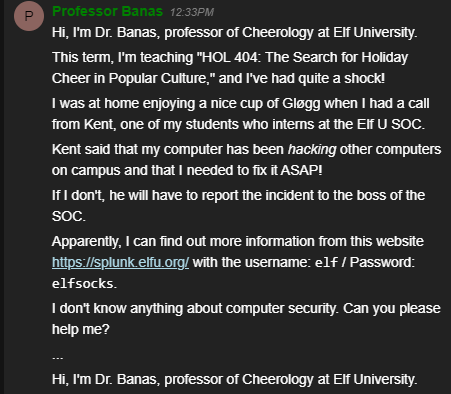 P
Professor Banas 12:33PM
Hi, I'm Dr. Banas, professor of Cheerology at Elf University.
This term, I'm teaching "HOL 404: The Search for Holiday
Cheer in Popular Culture," and I've had quite a shock!
I was at home enjoying a nice cup of Gløgg when I had a call
from Kent, one of my students who interns at the Elf U SOC.
Kent said that my computer has been hacking other computers
on campus and that I needed to fix it ASAP!
If I don't, he will have to report the incident to the boss of the
SOC.
Apparently, I can find out more information from this website
https://splunk.elfu.org/ with the username: elf / Password:
elfsocks.
I don't know anything about computer security. Can you please
help me?
...
Hi, I'm Dr. Banas, professor of Cheerology at Elf University.